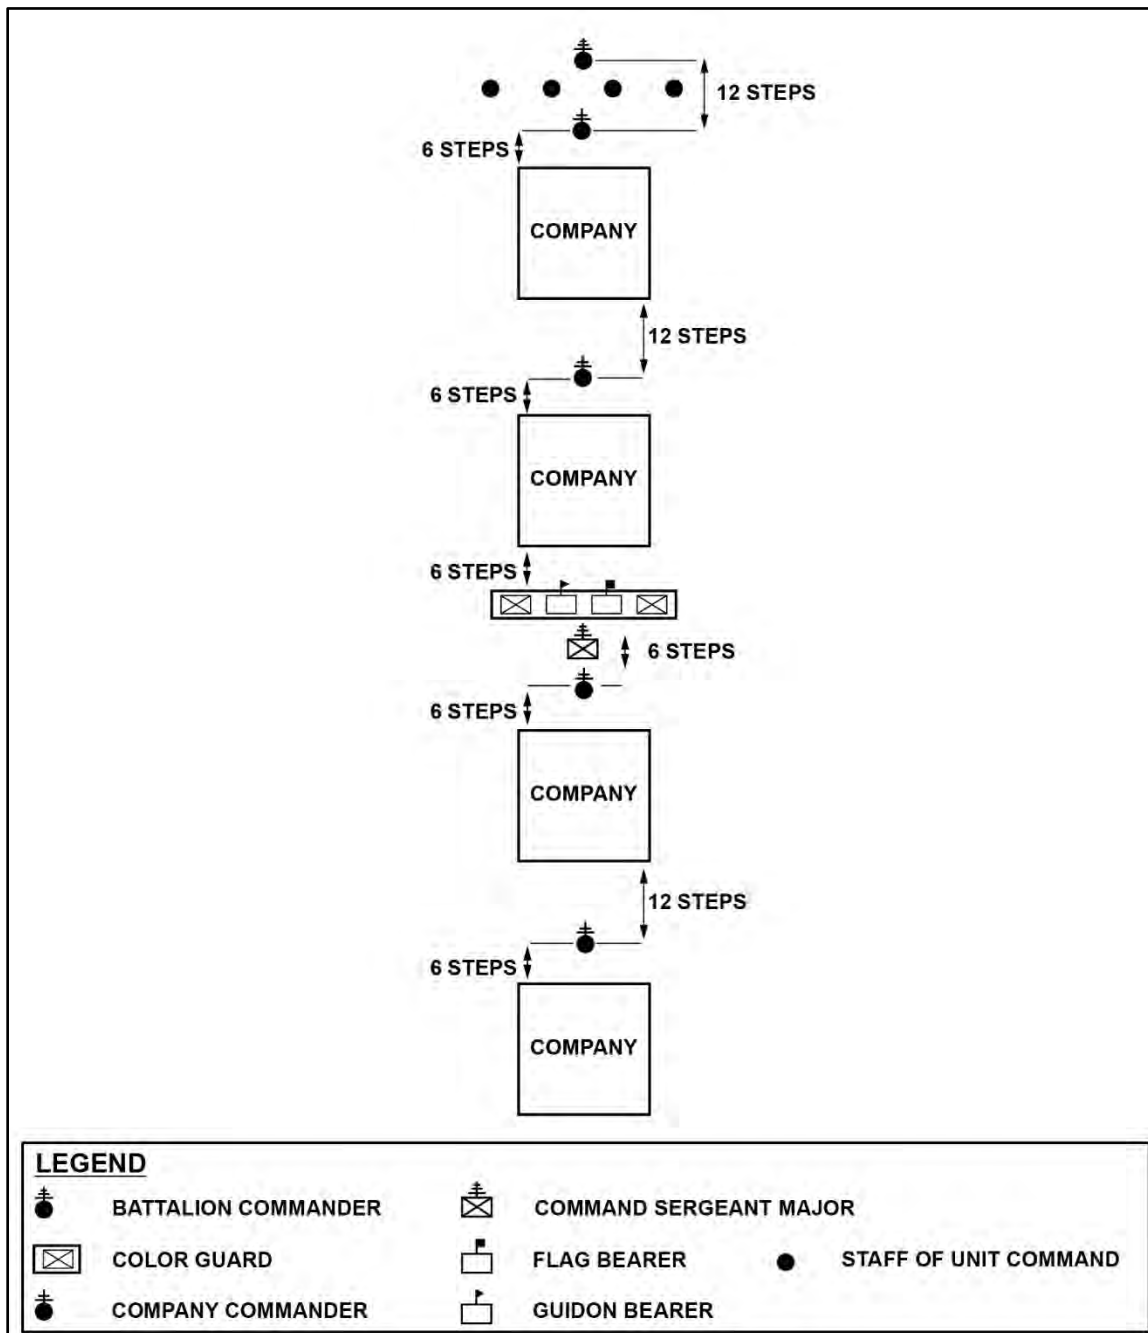 12 STEPS
6 STEPS
COMPANY
12 STEPS
6 STEPS
COMPANY
6 STEPS
6 STEPS
6 STEPS
COMPANY
12 STEPS
6 STEPS
COMPANY
LEGEND
BATTALION COMMANDER
COMMAND SERGEANT MAJOR
COLOR GUARD
FLAG BEARER
STAFF OF UNIT COMMAND
COMPANY COMMANDER
GUIDON BEARER